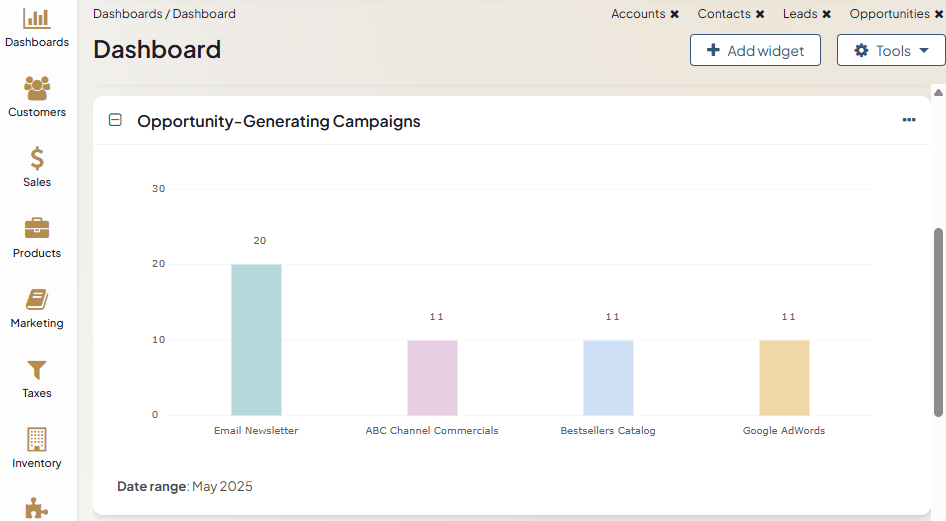 Dashboards
Customers
Sales
Products
Marketing
Taxes
Inventory
Dashboards / Dashboard
Accounts ✖ Contacts ✖ Leads ✖ Opportunities ✖
Dashboard
Add widget
Tools
Opportunity-Generating Campaigns
30
20
10
0
20
11
11
11
Email Newsletter
ABC Channel Commercials
Bestsellers Catalog
Google AdWords
Date range: May 2025